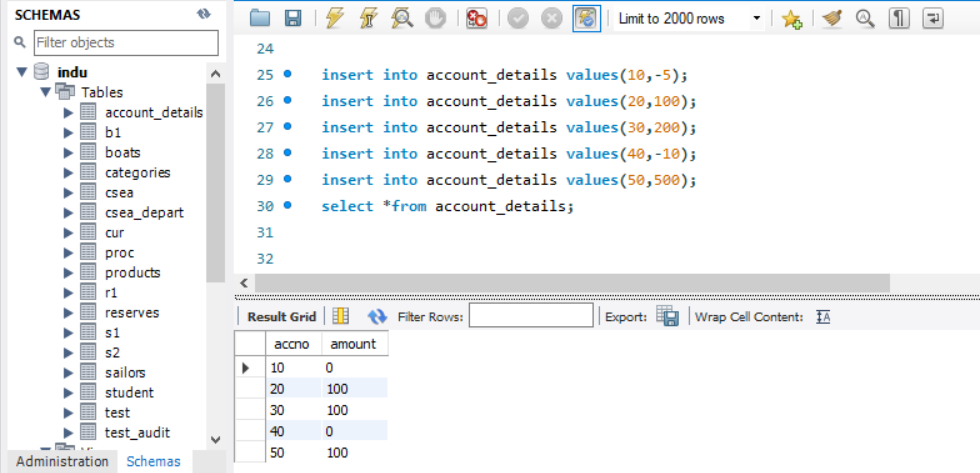 SCHEMAS
Filter objects
indu
Tables
account_details
b1
boats
categories
csea
csea_depart
cur
proc
products
r1
reserves
s1
s2
sailors
student
test
test_audit
Administration Schemas
Limit to 2000 rows
24
25 insert into account_details values(10,-5);
26 insert into account_details values(20,100);
27 insert into account_details values(30,200);
28 insert into account_details values(40,-10);
29 insert into account_details values(50,500);
30 select *from account_details;
31
32
Result Grid Filter Rows: Export: Wrap Cell Content: IA
accno amount
10 0
20 100
30 100
40 0
50 100